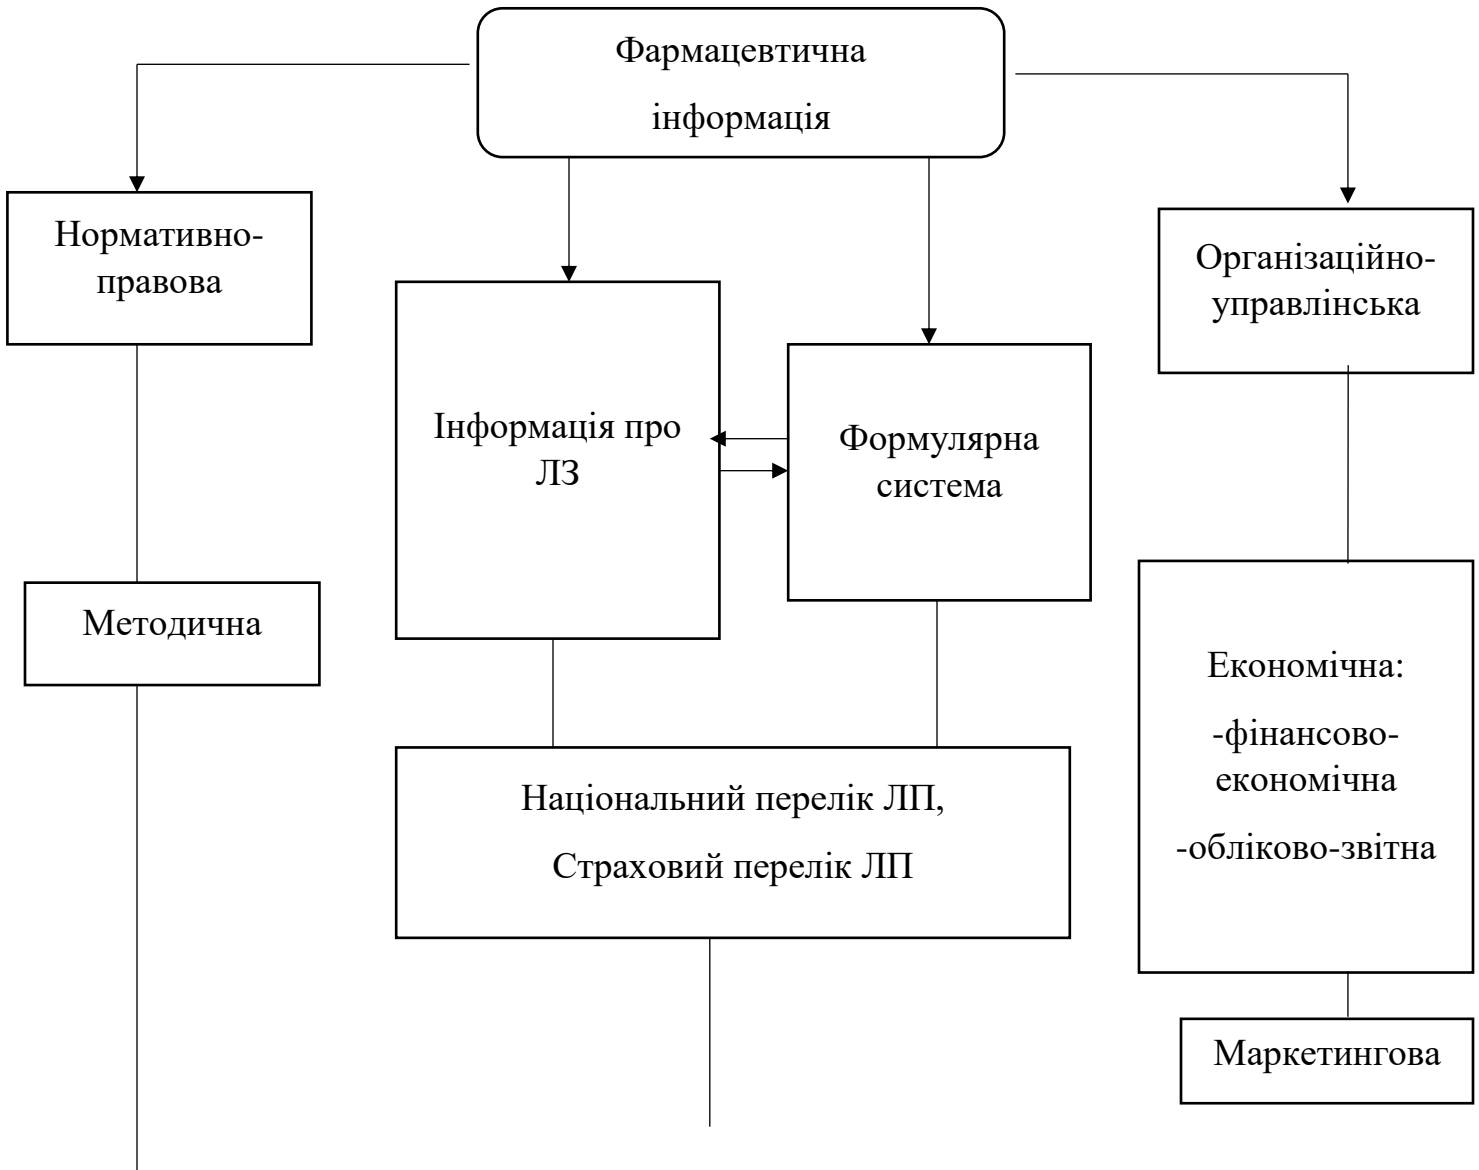 Фармацевтична
інформація
Нормативно-
правова
Організаційно-
управлінська
Інформація про
ЛЗ
Формулярна
система
Методична
Економічна:
-фінансово-
економічна
-обліково-звітна
Національний перелік ЛП,
Страховий перелік ЛП
Маркетингова